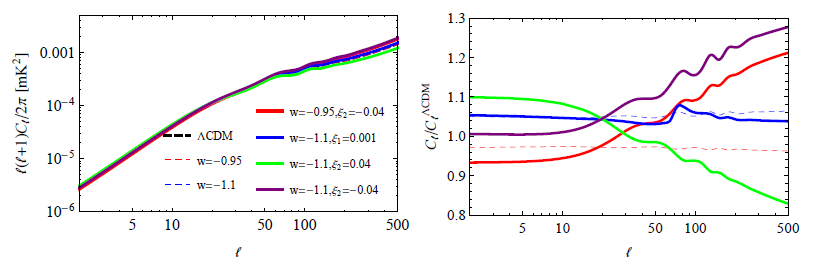 ℓ(ℓ+1)Cℓ/2π [mK²]
0.001
10⁻⁴
10⁻⁵
10⁻⁶
ΛCDM
w=−0.95
w=−1.1
w=−0.95,ξ₂=−0.04
w=−1.1,ξ₁=0.001
w=−1.1,ξ₂=0.04
w=−1.1,ξ₂=−0.04
5 10 50 100 500
ℓ
Cℓ/Cℓ^ΛCDM
1.3
1.2
1.1
1.0
0.9
0.8
5 10 50 100 500
ℓ